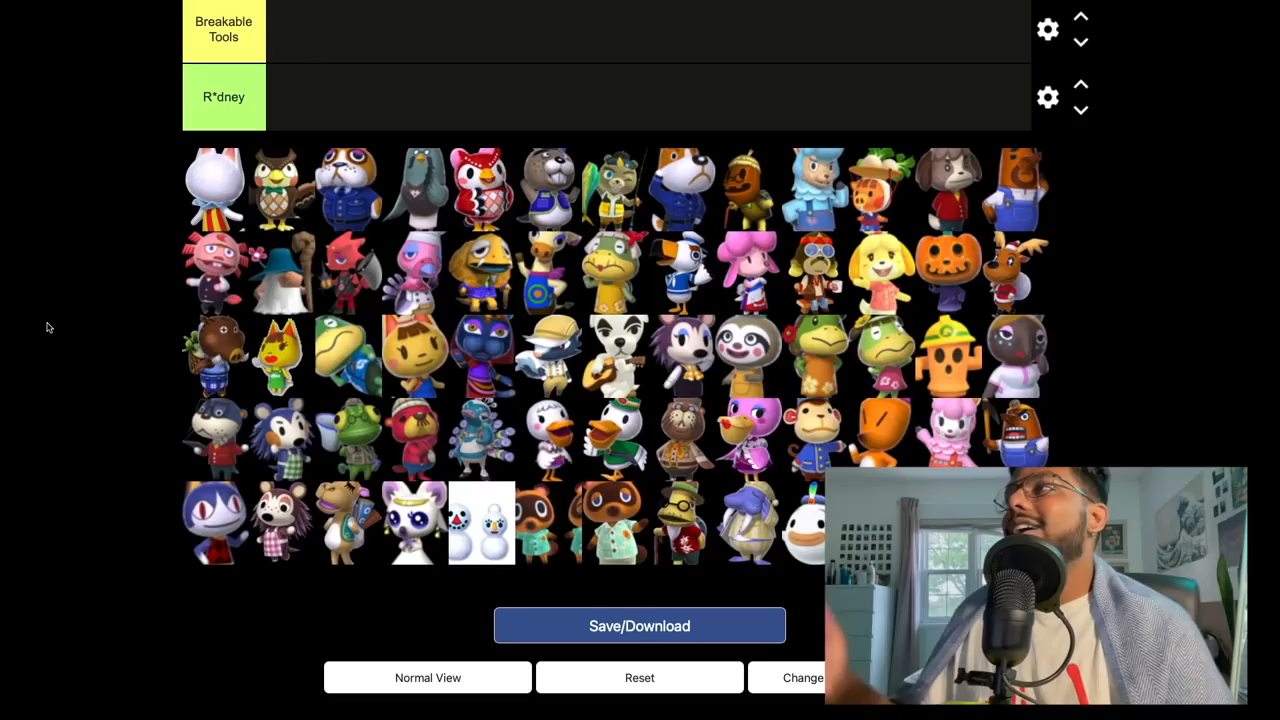 Breakable
Tools
R*dney
Save/Download
Normal View
Reset
Change